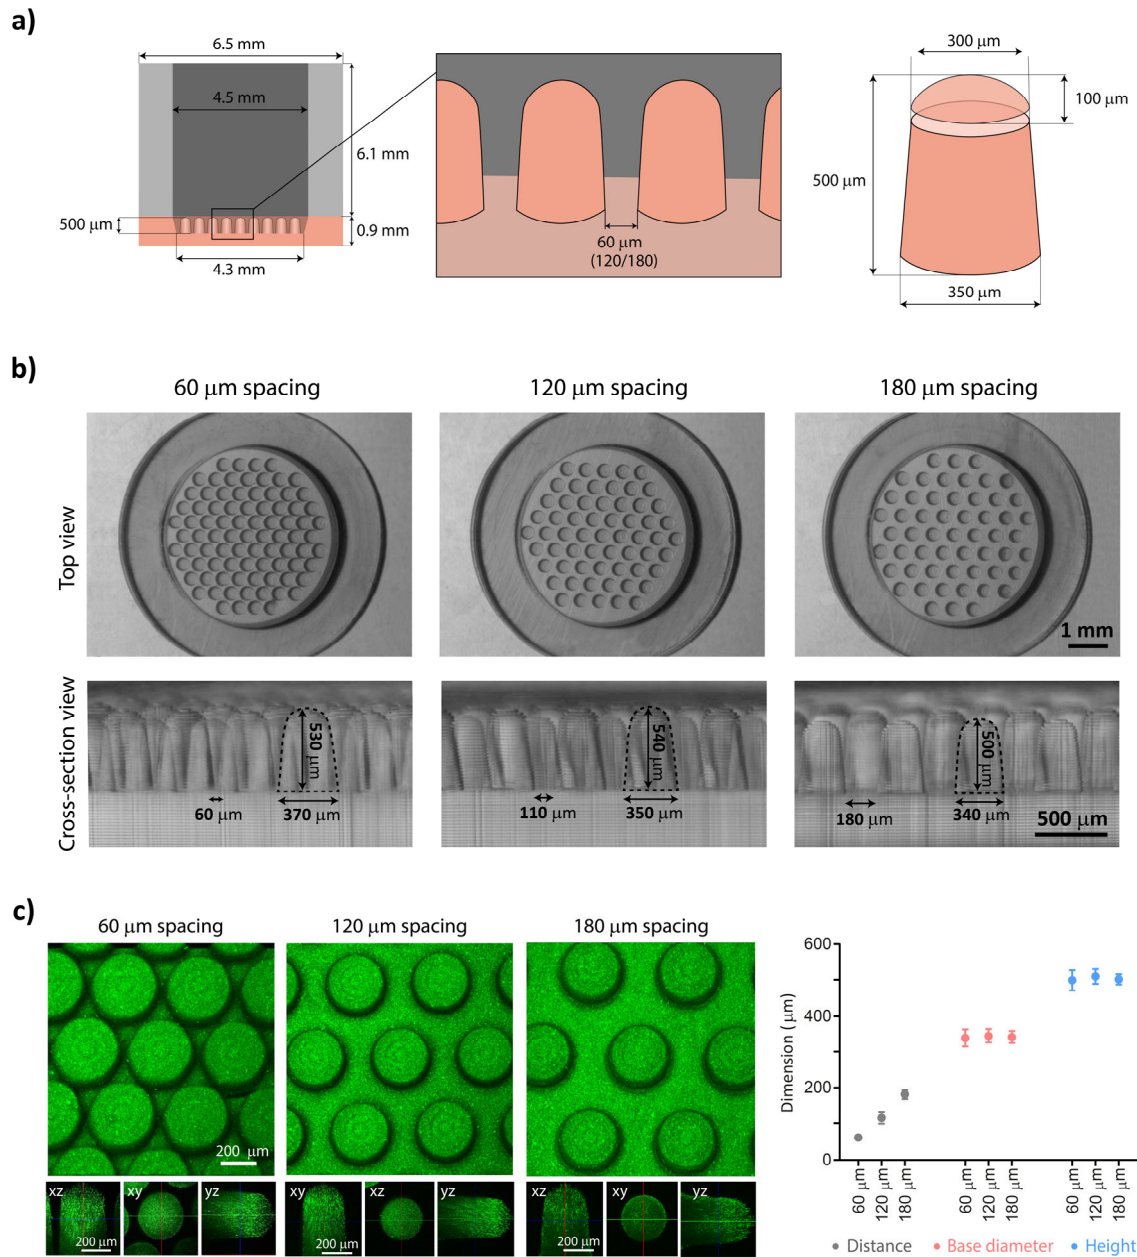 a)
6.5 mm
4.5 mm
6.1 mm
500 μm
0.9 mm
4.3 mm
60 μm
(120/180)
300 μm
100 μm
500 μm
350 μm
b)
60 μm spacing
120 μm spacing
180 μm spacing
Top view
1 mm
Cross-section view
530 μm
60 μm
370 μm
540 μm
110 μm
350 μm
500 μm
180 μm
340 μm
500 μm
c)
60 μm spacing
120 μm spacing
180 μm spacing
200 μm
xz
xy
yz
200 μm
xy
xz
yz
200 μm
xz
xy
yz
200 μm
Dimension (μm)
600
400
200
0
60 μm
120 μm
180 μm
60 μm
120 μm
180 μm
60 μm
120 μm
180 μm
Distance
Base diameter
Height